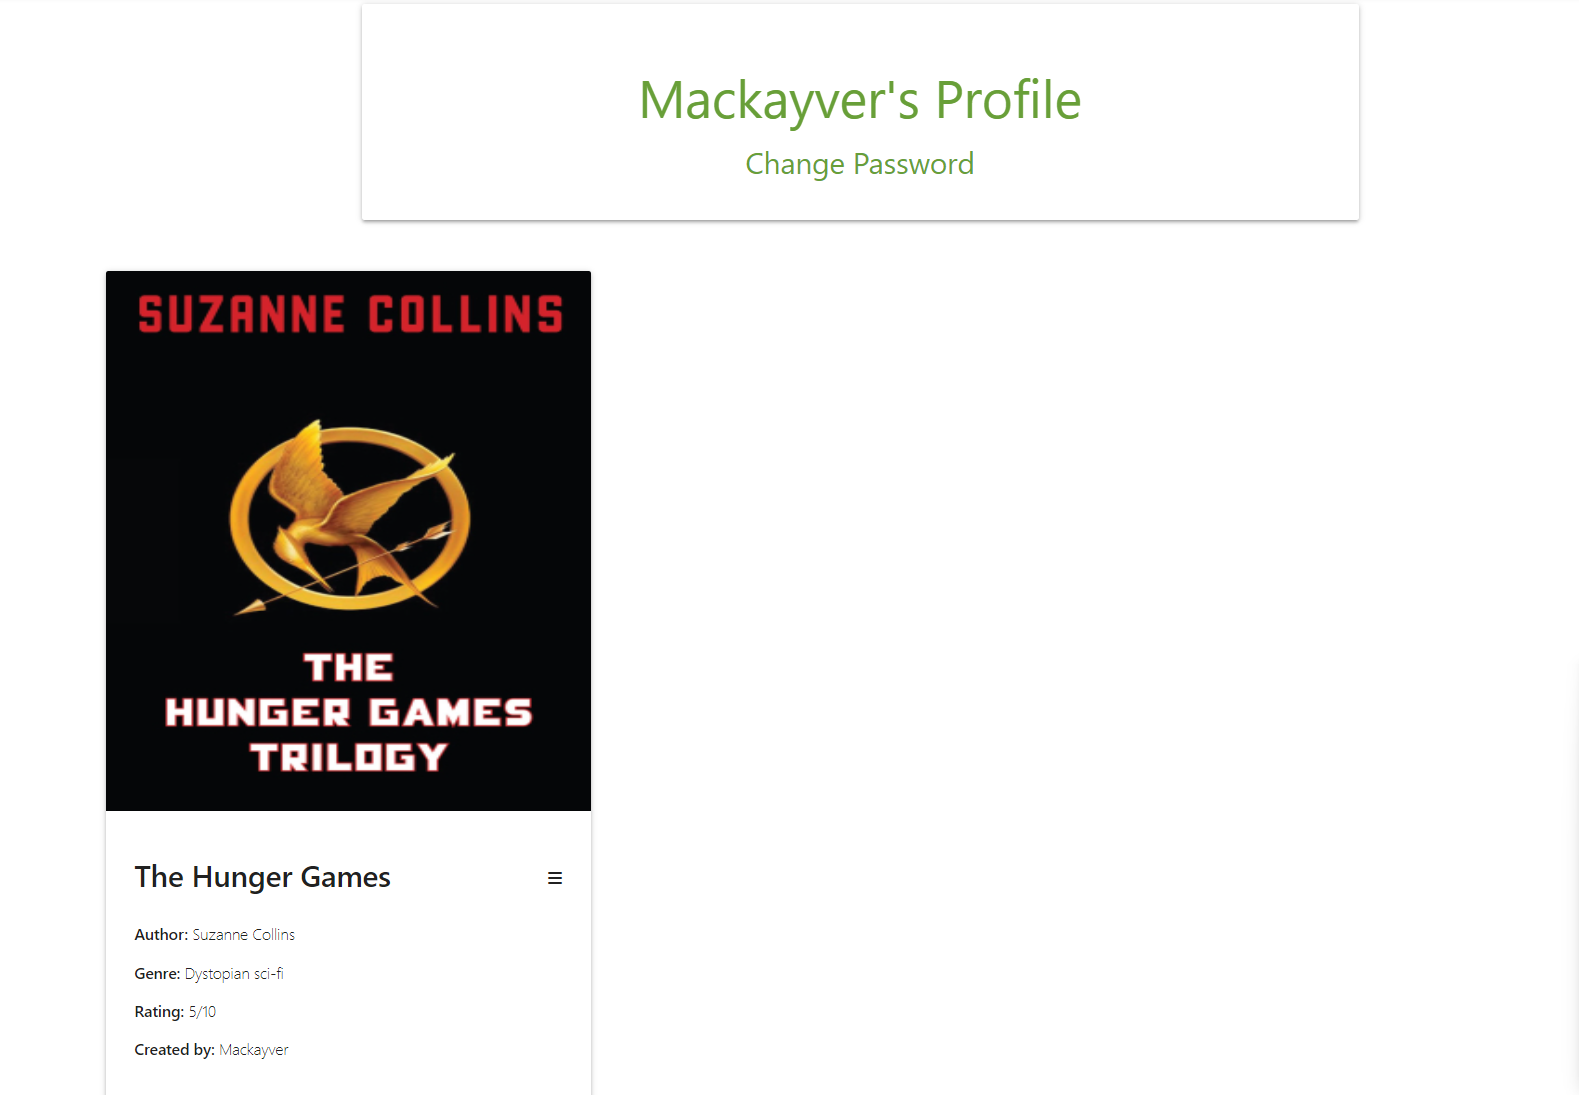 Mackayver's Profile
Change Password
SUZANNE COLLINS
THE
HUNGER GAMES
TRILOGY
The Hunger Games
Author: Suzanne Collins
Genre: Dystopian sci-fi
Rating: 5/10
Created by: Mackayver